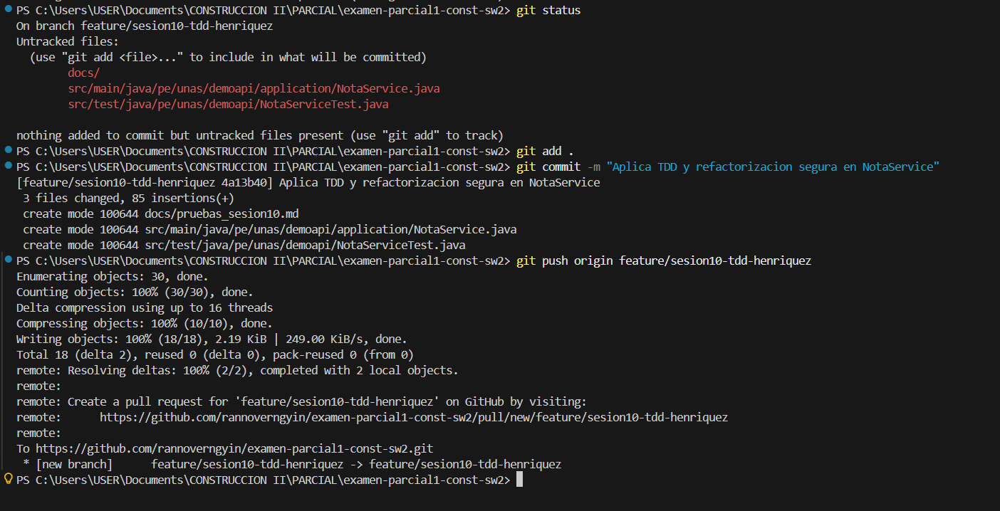 PS C:\Users\USER\Documents\CONSTRUCCION II\PARCIAL\examen-parcial1-const-sw2> git status
On branch feature/sesion10-tdd-henriquez
Untracked files:
  (use "git add <file>..." to include in what will be committed)
        docs/
        src/main/java/pe/unas/demoapi/application/NotaService.java
        src/test/java/pe/unas/demoapi/NotaServiceTest.java

nothing added to commit but untracked files present (use "git add" to track)
PS C:\Users\USER\Documents\CONSTRUCCION II\PARCIAL\examen-parcial1-const-sw2> git add .
PS C:\Users\USER\Documents\CONSTRUCCION II\PARCIAL\examen-parcial1-const-sw2> git commit -m "Aplica TDD y refactorizacion segura en NotaService"
[feature/sesion10-tdd-henriquez 4a13b40] Aplica TDD y refactorizacion segura en NotaService
 3 files changed, 85 insertions(+)
 create mode 100644 docs/pruebas_sesion10.md
 create mode 100644 src/main/java/pe/unas/demoapi/application/NotaService.java
 create mode 100644 src/test/java/pe/unas/demoapi/NotaServiceTest.java
PS C:\Users\USER\Documents\CONSTRUCCION II\PARCIAL\examen-parcial1-const-sw2> git push origin feature/sesion10-tdd-henriquez
Enumerating objects: 30, done.
Counting objects: 100% (30/30), done.
Delta compression using up to 16 threads
Compressing objects: 100% (10/10), done.
Writing objects: 100% (18/18), 2.19 KiB | 249.00 KiB/s, done.
Total 18 (delta 2), reused 0 (delta 0), pack-reused 0 (from 0)
remote: Resolving deltas: 100% (2/2), completed with 2 local objects.
remote:
remote: Create a pull request for 'feature/sesion10-tdd-henriquez' on GitHub by visiting:
remote:      https://github.com/rannoverngyin/examen-parcial1-const-sw2/pull/new/feature/sesion10-tdd-henriquez
remote:
To https://github.com/rannoverngyin/examen-parcial1-const-sw2.git
 * [new branch]      feature/sesion10-tdd-henriquez -> feature/sesion10-tdd-henriquez
PS C:\Users\USER\Documents\CONSTRUCCION II\PARCIAL\examen-parcial1-const-sw2>